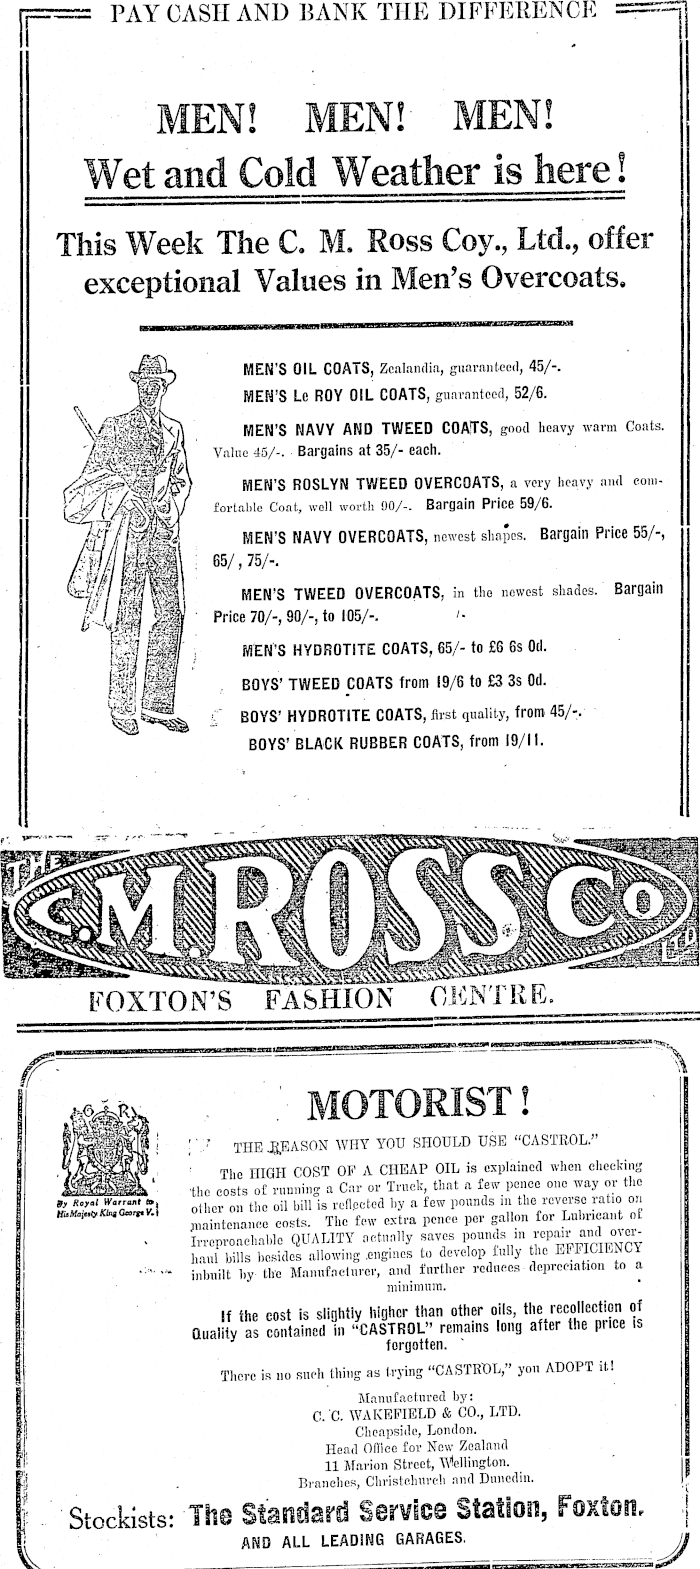 PAY CASH AND BANK THE DIFFERENCE
MEN! MEN! MEN!
Wet and Cold Weather is here!
This Week The C. M. Ross Coy., Ltd., offer
exceptional Values in Men's Overcoats.
MEN'S OIL COATS, Zealandia, guaranteed, 45/-.
MEN'S Le ROY OIL COATS, guaranteed, 52/6.
MEN'S NAVY AND TWEED COATS, good heavy warm Coats.
Value 45/-. Bargains at 35/- each.
MEN'S ROSLYN TWEED OVERCOATS, a very heavy and com-
fortable Coat, well worth 90/-. Bargain Price 59/6.
MEN'S NAVY OVERCOATS, newest shapes. Bargain Price 55/-,
65/, 75/-.
MEN'S TWEED OVERCOATS, in the newest shades. Bargain
Price 70/-, 90/-, to 105/-.
MEN'S HYDROTITE COATS, 65/- to £6 6s 0d.
BOYS' TWEED COATS from 19/6 to £3 3s 0d.
BOYS' HYDROTITE COATS, first quality, from 45/-.
BOYS' BLACK RUBBER COATS, from 19/11.
THE
C.M.ROSS Co
LTD
FOXTON'S FASHION CENTRE.
MOTORIST!
G R
By Royal Warrant to
His Majesty King George V.
THE REASON WHY YOU SHOULD USE "CASTROL."
The HIGH COST OF A CHEAP OIL is explained when checking
the costs of running a Car or Truck, that a few pence one way or the
other on the oil bill is reflected by a few pounds in the reverse ratio on
maintenance costs. The few extra pence per gallon for Lubricant of
Irreproachable QUALITY actually saves pounds in repair and over-
haul bills besides allowing engines to develop fully the EFFICIENCY
inbuilt by the Manufacturer, and further reduces depreciation to a
minimum.
If the cost is slightly higher than other oils, the recollection of
Quality as contained in "CASTROL" remains long after the price is
forgotten.
There is no such thing as trying "CASTROL," you ADOPT it!
Manufactured by:
C. C. WAKEFIELD & CO., LTD.
Cheapside, London.
Head Office for New Zealand
11 Marion Street, Wellington.
Branches, Christchurch and Dunedin.
Stockists: The Standard Service Station, Foxton.
AND ALL LEADING GARAGES.